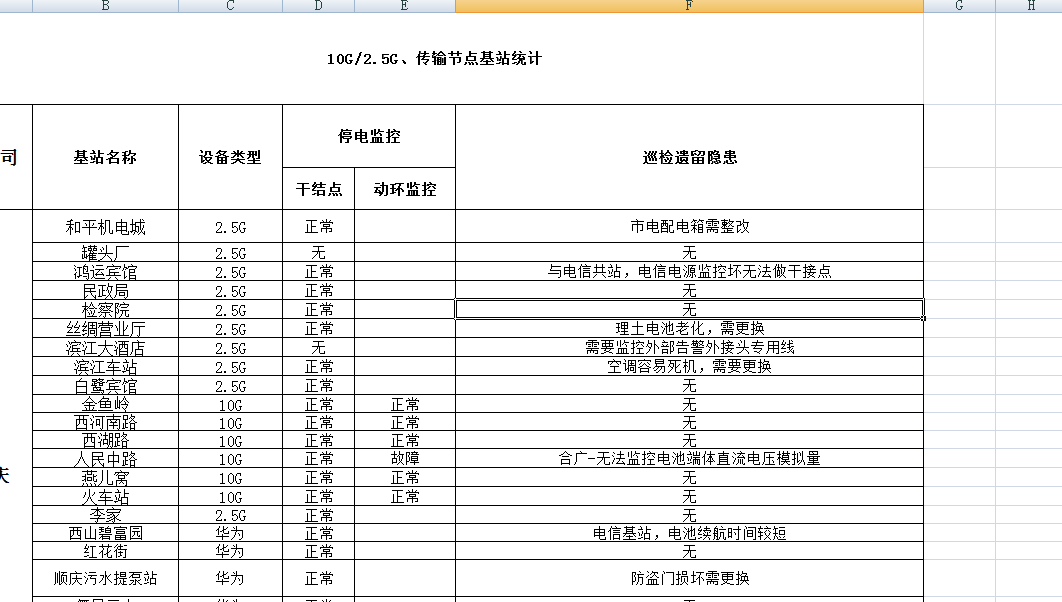 B C D E F G H
10G/2.5G、传输节点基站统计
司 基站名称 设备类型 停电监控 巡检遗留隐患
干结点 动环监控
和平机电城 2.5G 正常 市电配电箱需整改
罐头厂 2.5G 无 无
鸿运宾馆 2.5G 正常 与电信共站，电信电源监控坏无法做干接点
民政局 2.5G 正常 无
检察院 2.5G 正常 无
丝绸营业厅 2.5G 正常 理士电池老化，需更换
滨江大酒店 2.5G 无 需要监控外部告警外接头专用线
滨江车站 2.5G 正常 空调容易死机，需要更换
白鹭宾馆 2.5G 正常 无
金鱼岭 10G 正常 正常 无
西河南路 10G 正常 正常 无
西湖路 10G 正常 正常 无
人民中路 10G 正常 故障 合广-无法监控电池端体直流电压模拟量
燕儿窝 10G 正常 正常 无
火车站 10G 正常 正常 无
李家 2.5G 正常 无
西山碧富园 华为 正常 电信基站，电池续航时间较短
红花街 华为 正常 无
顺庆污水提泵站 华为 正常 防盗门损坏需更换